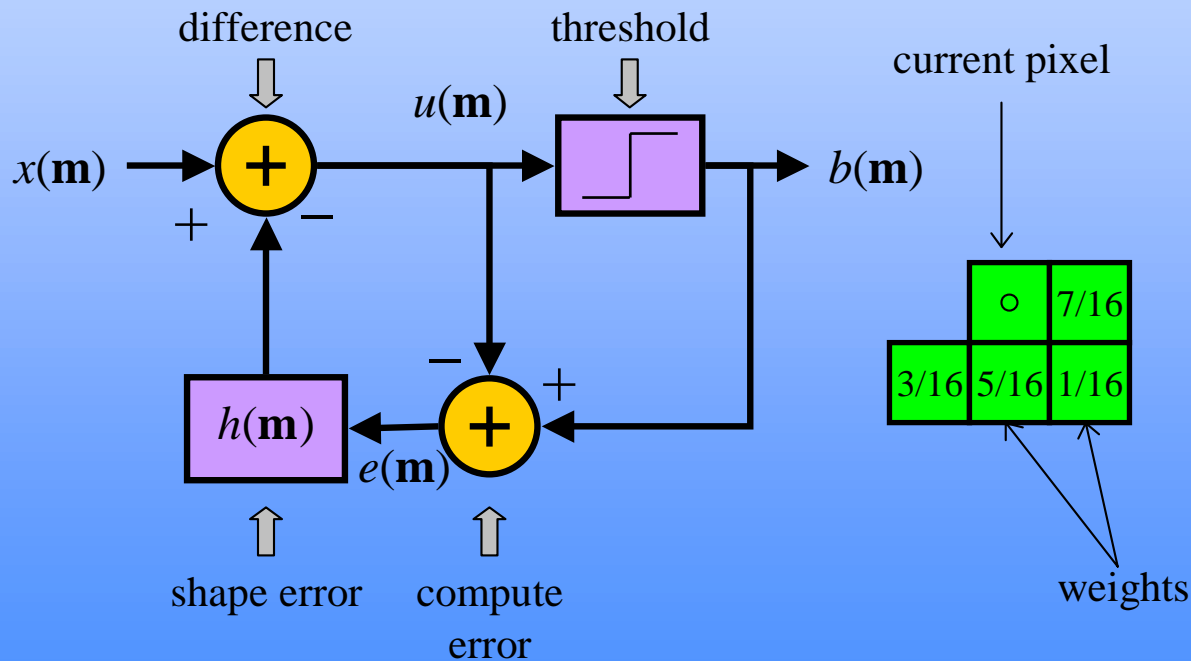 difference
threshold
current pixel
u(m)
x(m)
+
b(m)
+
−
○
7/16
3/16
5/16
1/16
−
+
h(m)
+
e(m)
shape error
compute
error
weights